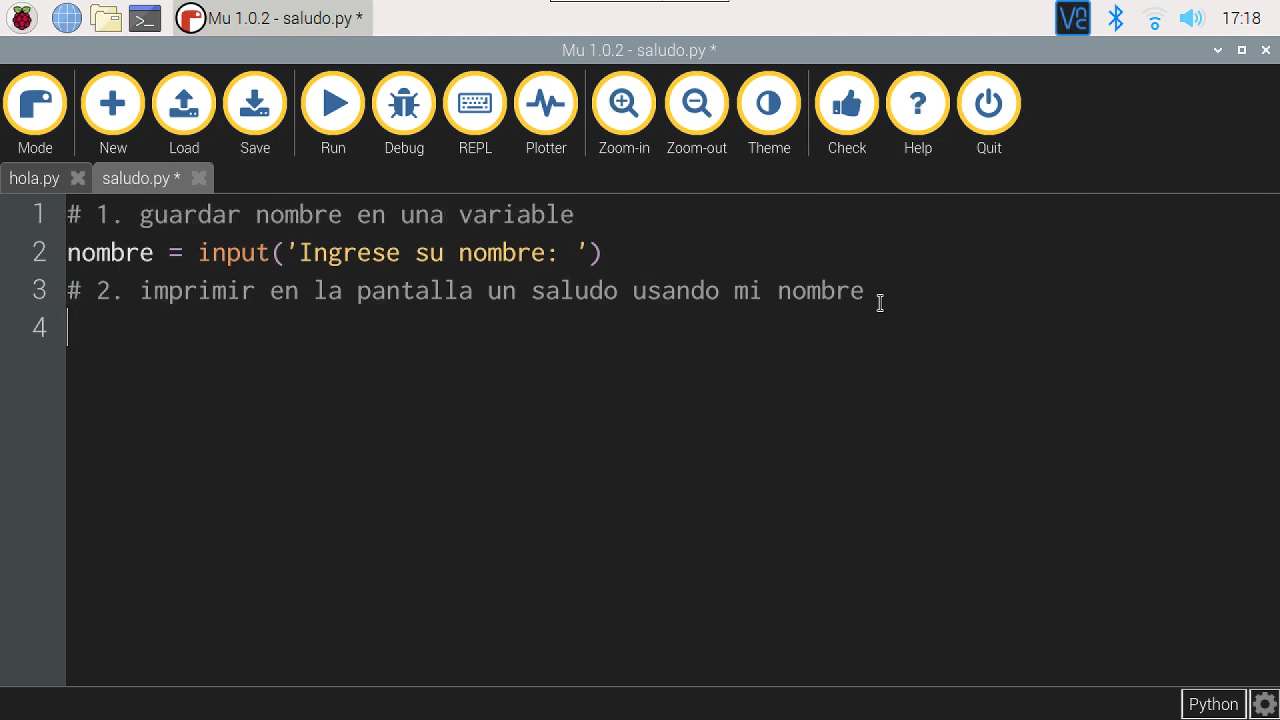 Mu 1.0.2 - saludo.py *
17:18
Mu 1.0.2 - saludo.py *
Mode New Load Save Run Debug REPL Plotter Zoom-in Zoom-out Theme Check Help Quit
hola.py saludo.py *
1 # 1. guardar nombre en una variable
2 nombre = input('Ingrese su nombre: ')
3 # 2. imprimir en la pantalla un saludo usando mi nombre
4
Python